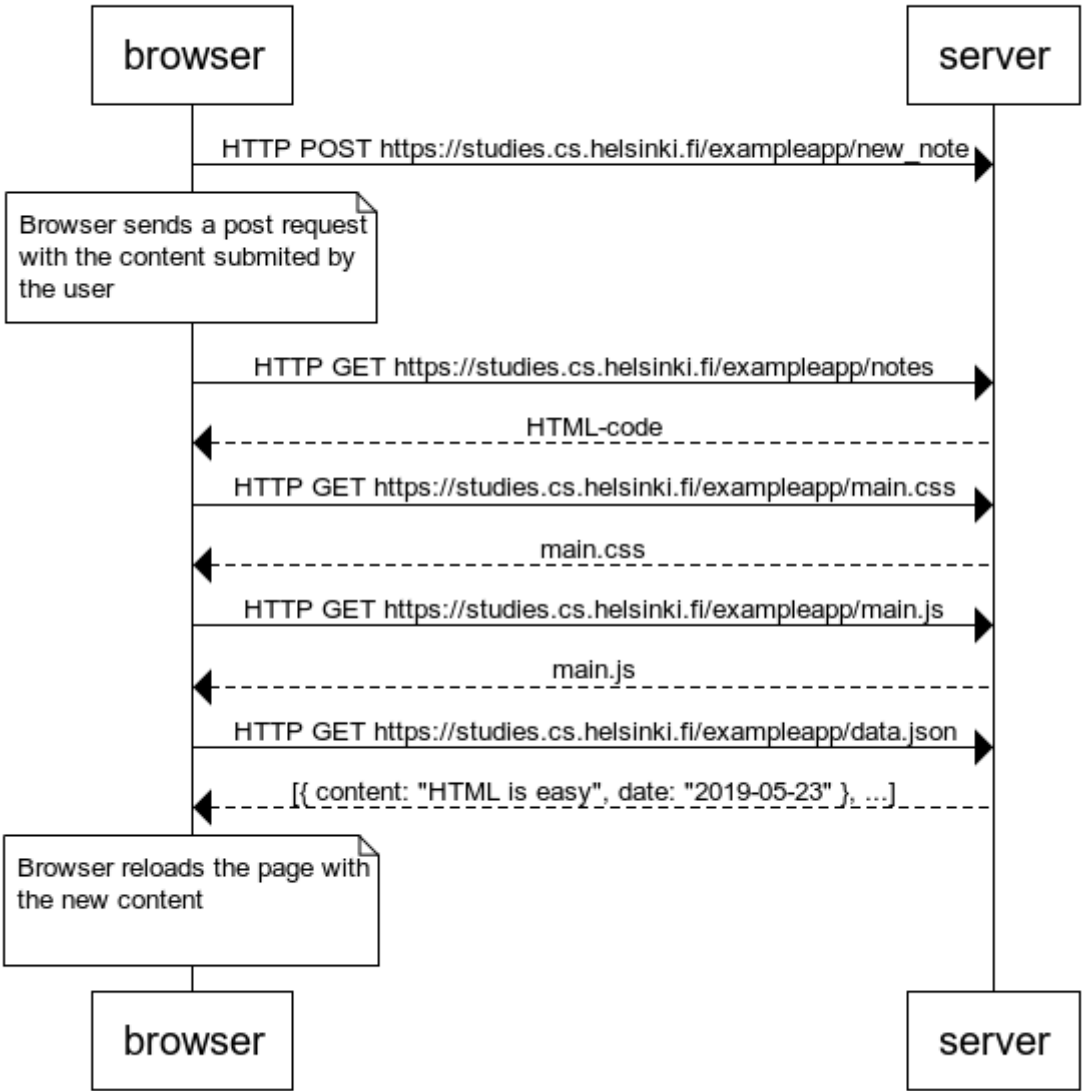 browser
server
HTTP POST https://studies.cs.helsinki.fi/exampleapp/new_note
Browser sends a post request
with the content submited by
the user
HTTP GET https://studies.cs.helsinki.fi/exampleapp/notes
HTML-code
HTTP GET https://studies.cs.helsinki.fi/exampleapp/main.css
main.css
HTTP GET https://studies.cs.helsinki.fi/exampleapp/main.js
main.js
HTTP GET https://studies.cs.helsinki.fi/exampleapp/data.json
[{ content: "HTML is easy", date: "2019-05-23" }, ...]
Browser reloads the page with
the new content
browser
server